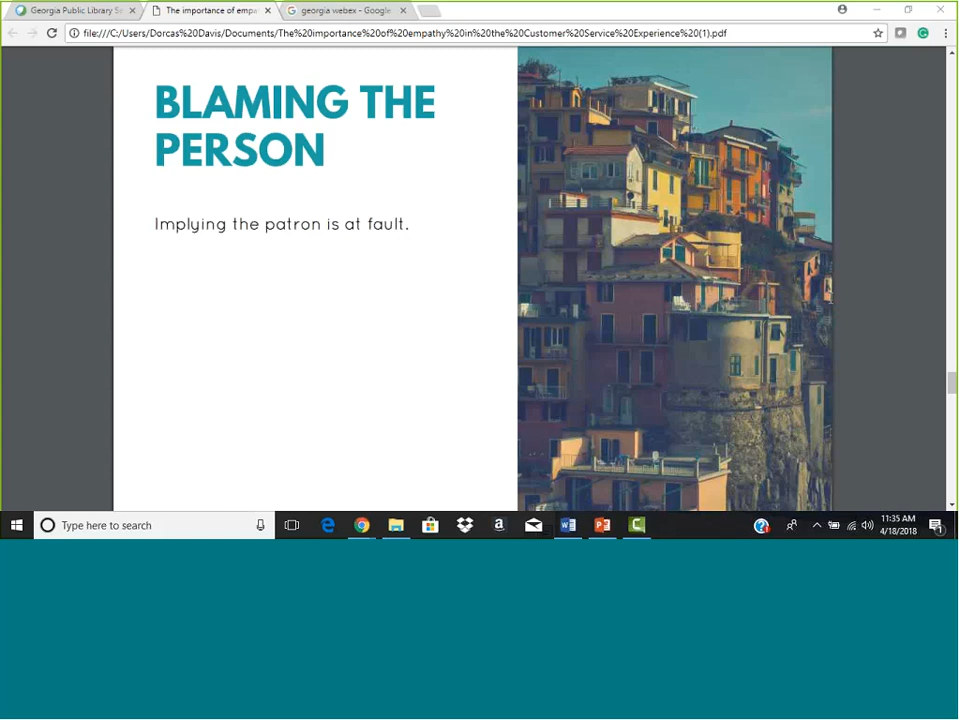 Georgia Public Library Se
The importance of empa
georgia webex - Google
file:///C:/Users/Dorcas%20Davis/Documents/The%20importance%20of%20empathy%20in%20the%20Customer%20Service%20Experience%20(1).pdf
BLAMING THE
PERSON
Implying the patron is at fault.
Type here to search
11:35 AM
4/18/2018